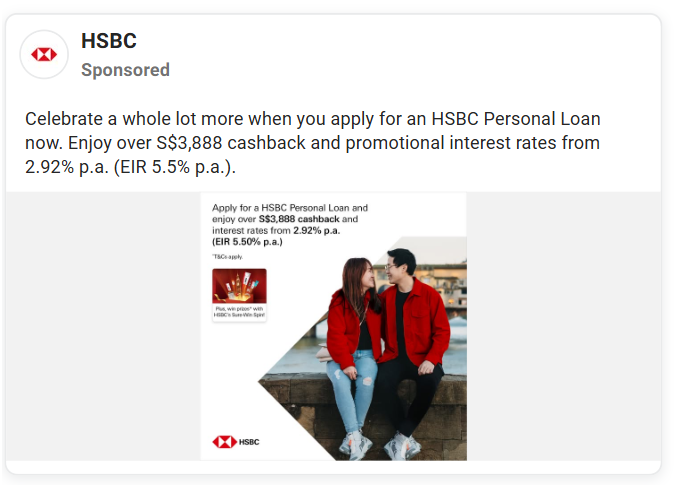 HSBC
Sponsored
Celebrate a whole lot more when you apply for an HSBC Personal Loan
now. Enjoy over S$3,888 cashback and promotional interest rates from
2.92% p.a. (EIR 5.5% p.a.).
Apply for a HSBC Personal Loan and
enjoy over S$3,888 cashback and
interest rates from 2.92% p.a.
(EIR 5.50% p.a.)
*T&Cs apply.
Plus, win prizes* with
HSBC's Sure-Win Spin!
HSBC